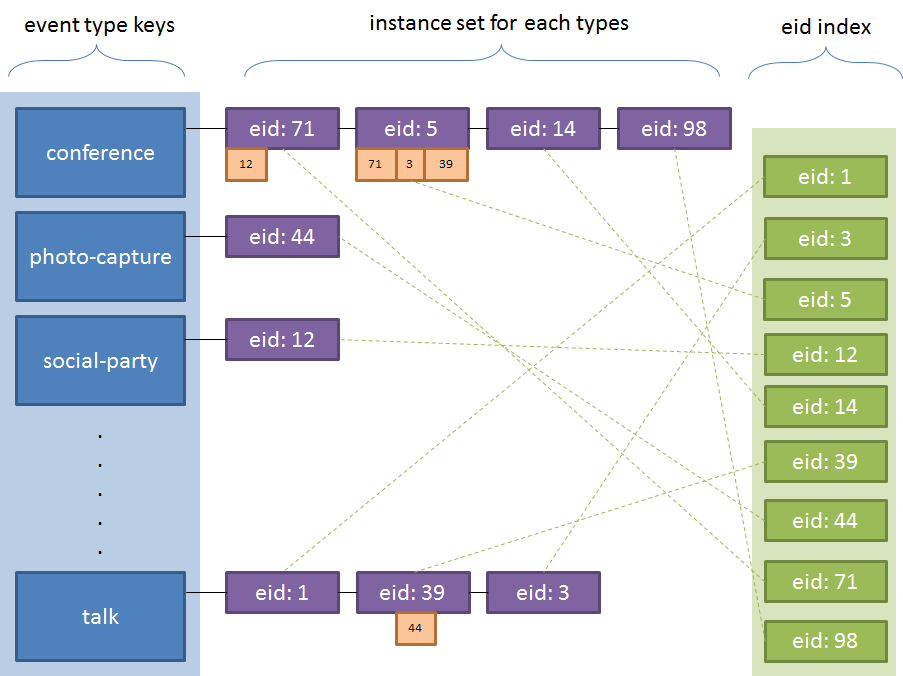 event type keys
instance set for each types
eid index
conference
eid: 71
eid: 5
eid: 14
eid: 98
12
71
3
39
photo-capture
eid: 44
social-party
eid: 12
.
.
.
.
.
talk
eid: 1
eid: 39
eid: 3
44
eid: 1
eid: 3
eid: 5
eid: 12
eid: 14
eid: 39
eid: 44
eid: 71
eid: 98